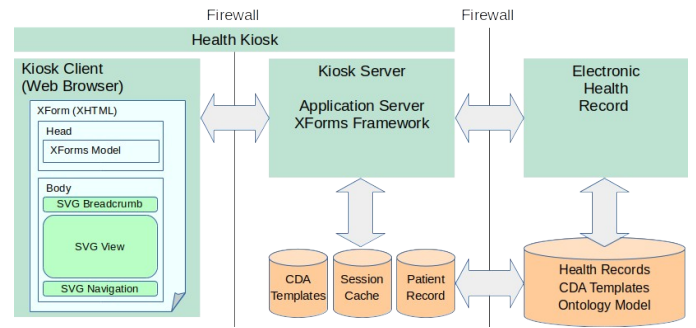 Firewall
Firewall
Health Kiosk
Kiosk Client
(Web Browser)
XForm (XHTML)
Head
XForms Model
Body
SVG Breadcrumb
SVG View
SVG Navigation
Kiosk Server
Application Server
XForms Framework
CDA
Templates
Session
Cache
Patient
Record
Electronic
Health
Record
Health Records
CDA Templates
Ontology Model